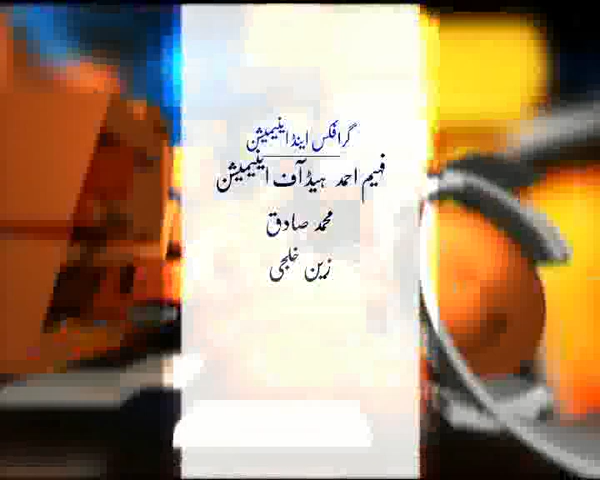 گرافکس اینڈ اینیمیشن
فہیم احمد ہیڈ آف اینیمیشن
محمد صادق
زین خلجی